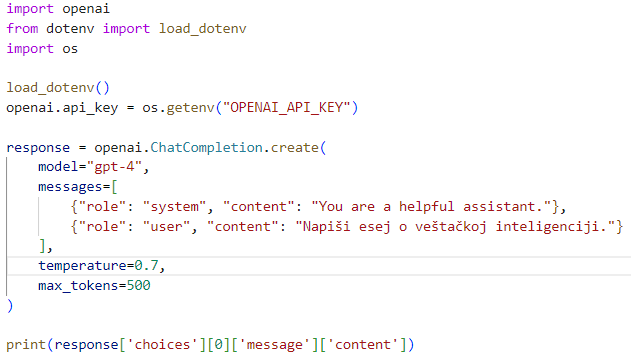 import openai
from dotenv import load_dotenv
import os

load_dotenv()
openai.api_key = os.getenv("OPENAI_API_KEY")

response = openai.ChatCompletion.create(
    model="gpt-4",
    messages=[
        {"role": "system", "content": "You are a helpful assistant."},
        {"role": "user", "content": "Napiši esej o veštačkoj inteligenciji."}
    ],
    temperature=0.7,
    max_tokens=500
)

print(response['choices'][0]['message']['content'])